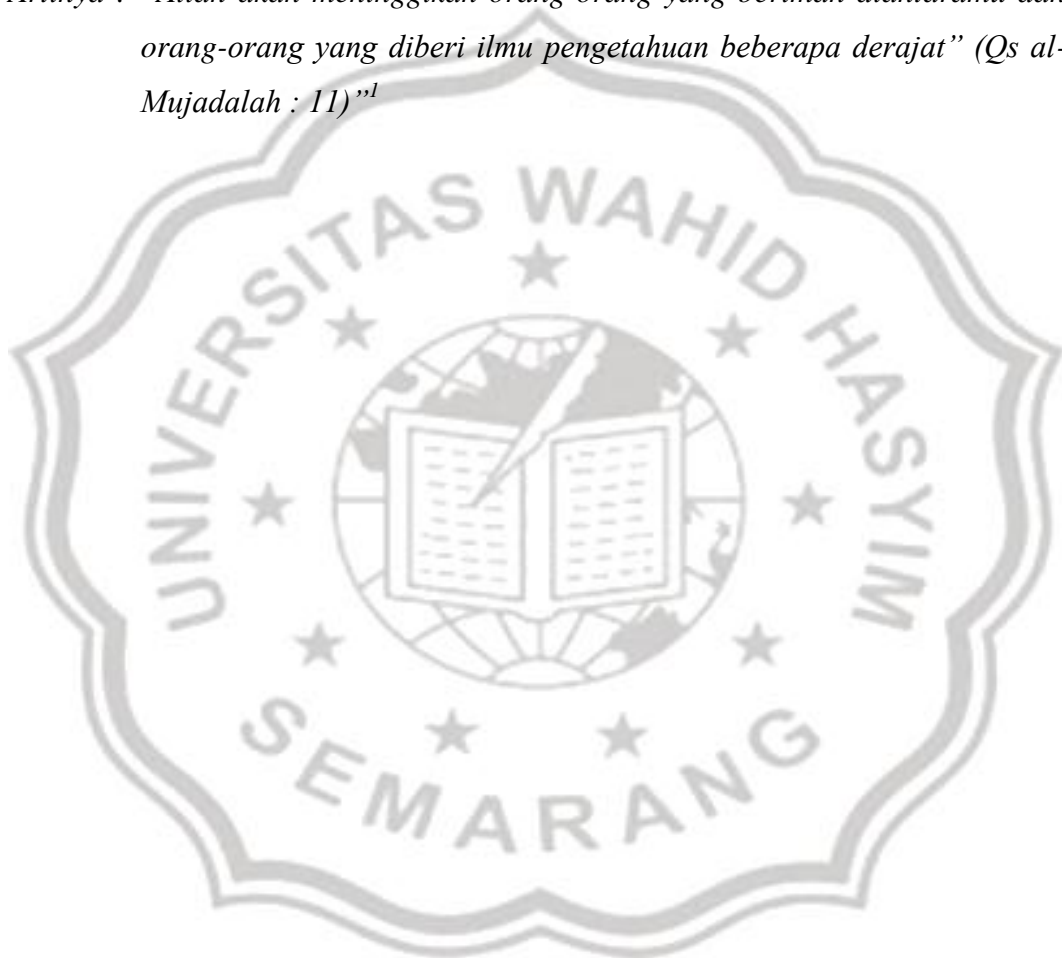 Artinya : “Allah akan meninggikan orang-orang yang beriman diantaramu dan
orang-orang yang diberi ilmu pengetahuan beberapa derajat” (Qs al-
Mujadalah : 11)”1
UNIVERSITAS WAHID HASYIM
SEMARANG